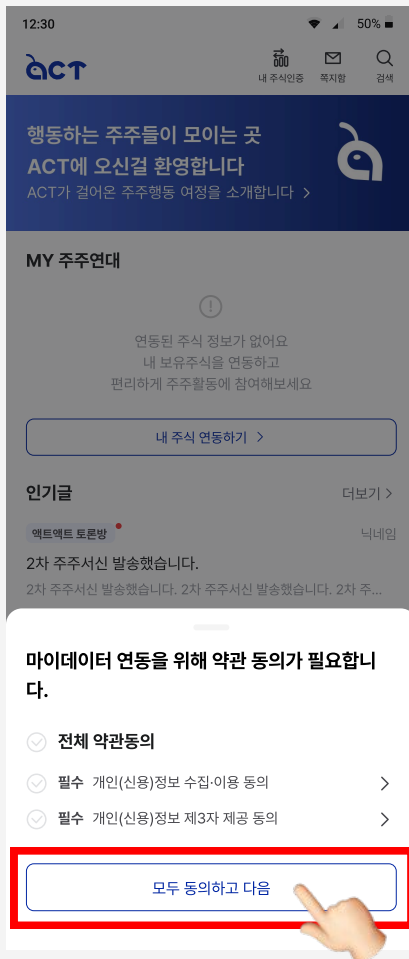 12:30
50%
act
내 주식인증
쪽지함
검색
행동하는 주주들이 모이는 곳
ACT에 오신걸 환영합니다
ACT가 걸어온 주주행동 여정을 소개합니다
MY 주주연대
연동된 주식 정보가 없어요
내 보유주식을 연동하고
편리하게 주주활동에 참여해보세요
내 주식 연동하기
인기글
더보기
액트액트 토론방
닉네임
2차 주주서신 발송했습니다.
2차 주주서신 발송했습니다. 2차 주주서신 발송했습니다. 2차 주...
마이데이터 연동을 위해 약관 동의가 필요합니
다.
전체 약관동의
필수 개인(신용)정보 수집·이용 동의
필수 개인(신용)정보 제3자 제공 동의
모두 동의하고 다음